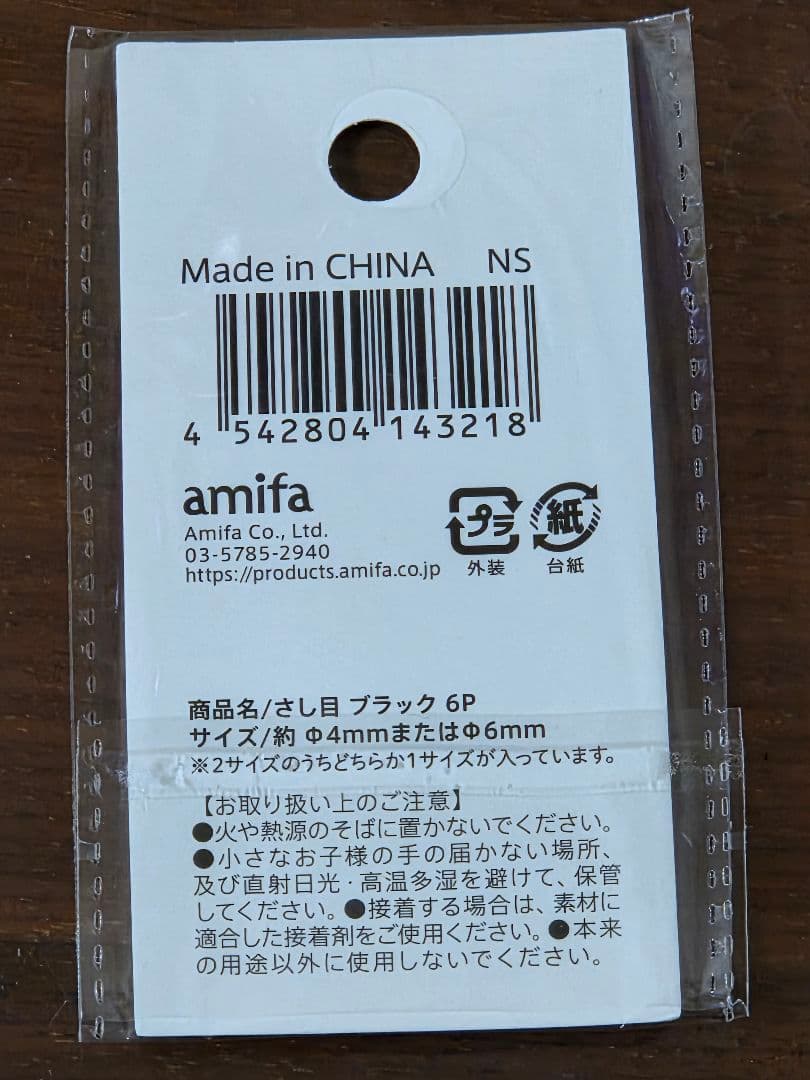 Made in CHINA NS
4 542804 143218
amifa
Amifa Co., Ltd.
03-5785-2940
https://products.amifa.co.jp
プラ
外装
紙
台紙
商品名/さし目 ブラック 6P
サイズ/約 Φ4mmまたはΦ6mm
※2サイズのうちどちらか1サイズが入っています。
【お取り扱い上のご注意】
●火や熱源のそばに置かないでください。
●小さなお子様の手の届かない場所、
及び直射日光・高温多湿を避けて、保管
してください。●接着する場合は、素材に
適合した接着剤をご使用ください。●本来
の用途以外に使用しないでください。